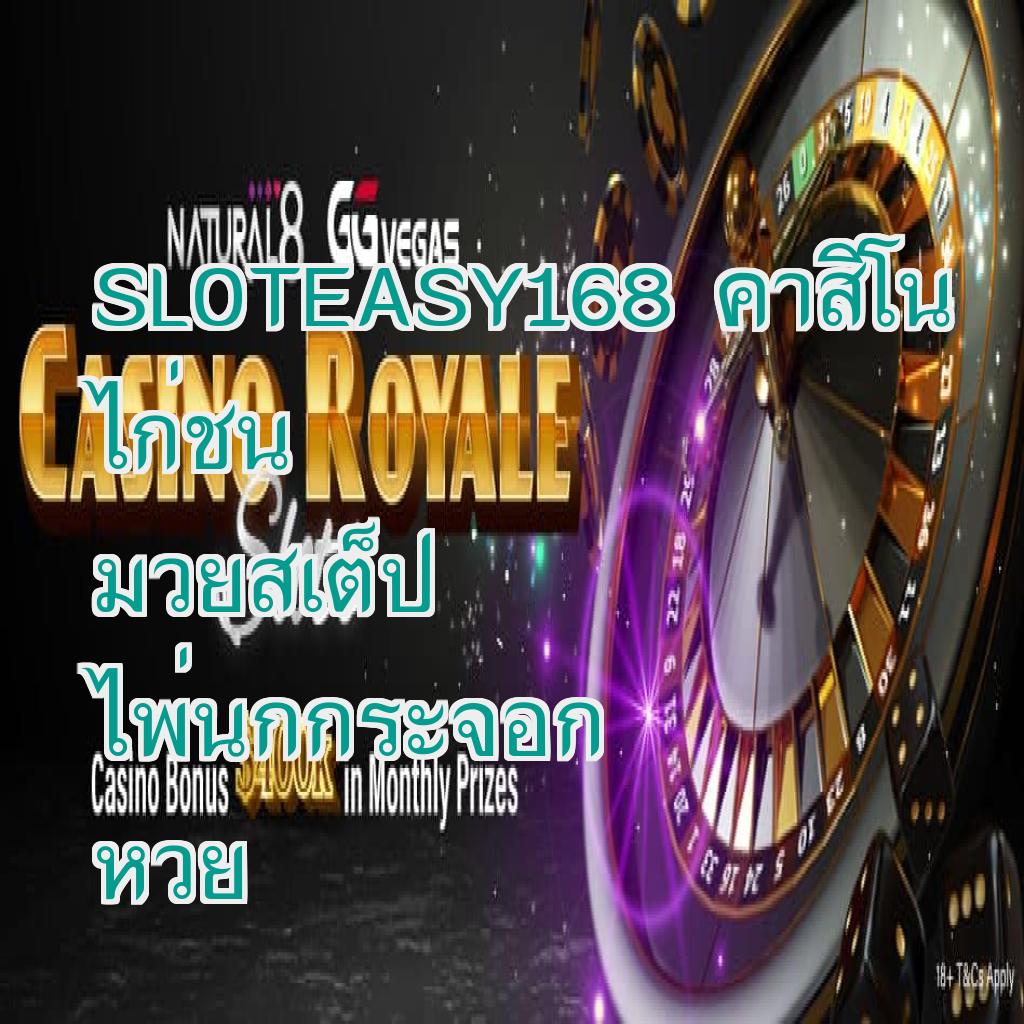 NATURAL8 GGVEGAS
SLOTEASY168 คาสิโน
CASINO ROYALE
ไก่ชน
มวยสเต็ป
ไพ่นกกระจอก
Casino Bonus $400K in Monthly Prizes
หวย
18+ T&Cs Apply